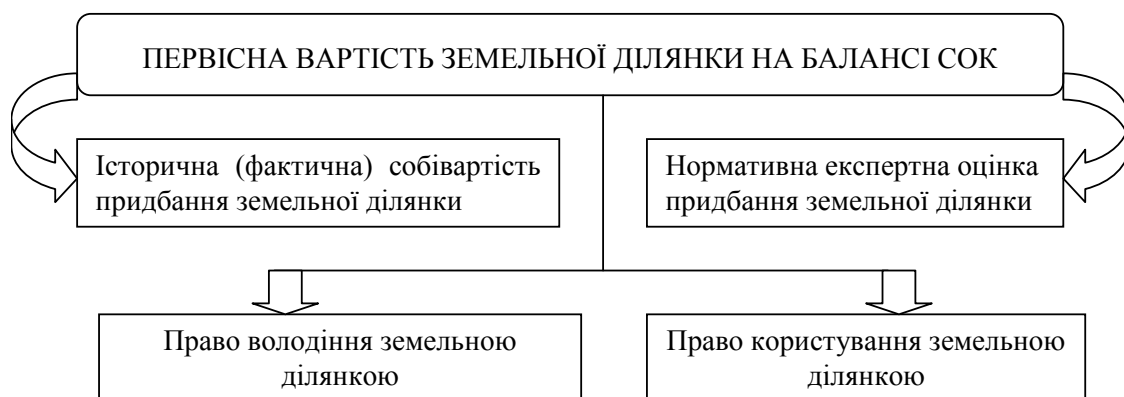 ПЕРВІСНА ВАРТІСТЬ ЗЕМЕЛЬНОЇ ДІЛЯНКИ НА БАЛАНСІ СОК
Історична (фактична) собівартість
придбання земельної ділянки
Нормативна експертна оцінка
придбання земельної ділянки
Право володіння земельною
ділянкою
Право користування земельною
ділянкою